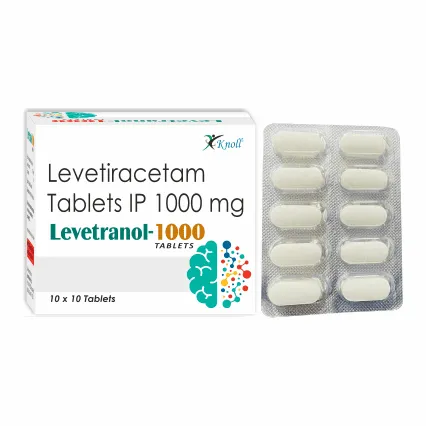 Knoll
Levetiracetam
Tablets IP 1000 mg
Levetranol-1000
TABLETS
10 x 10 Tablets